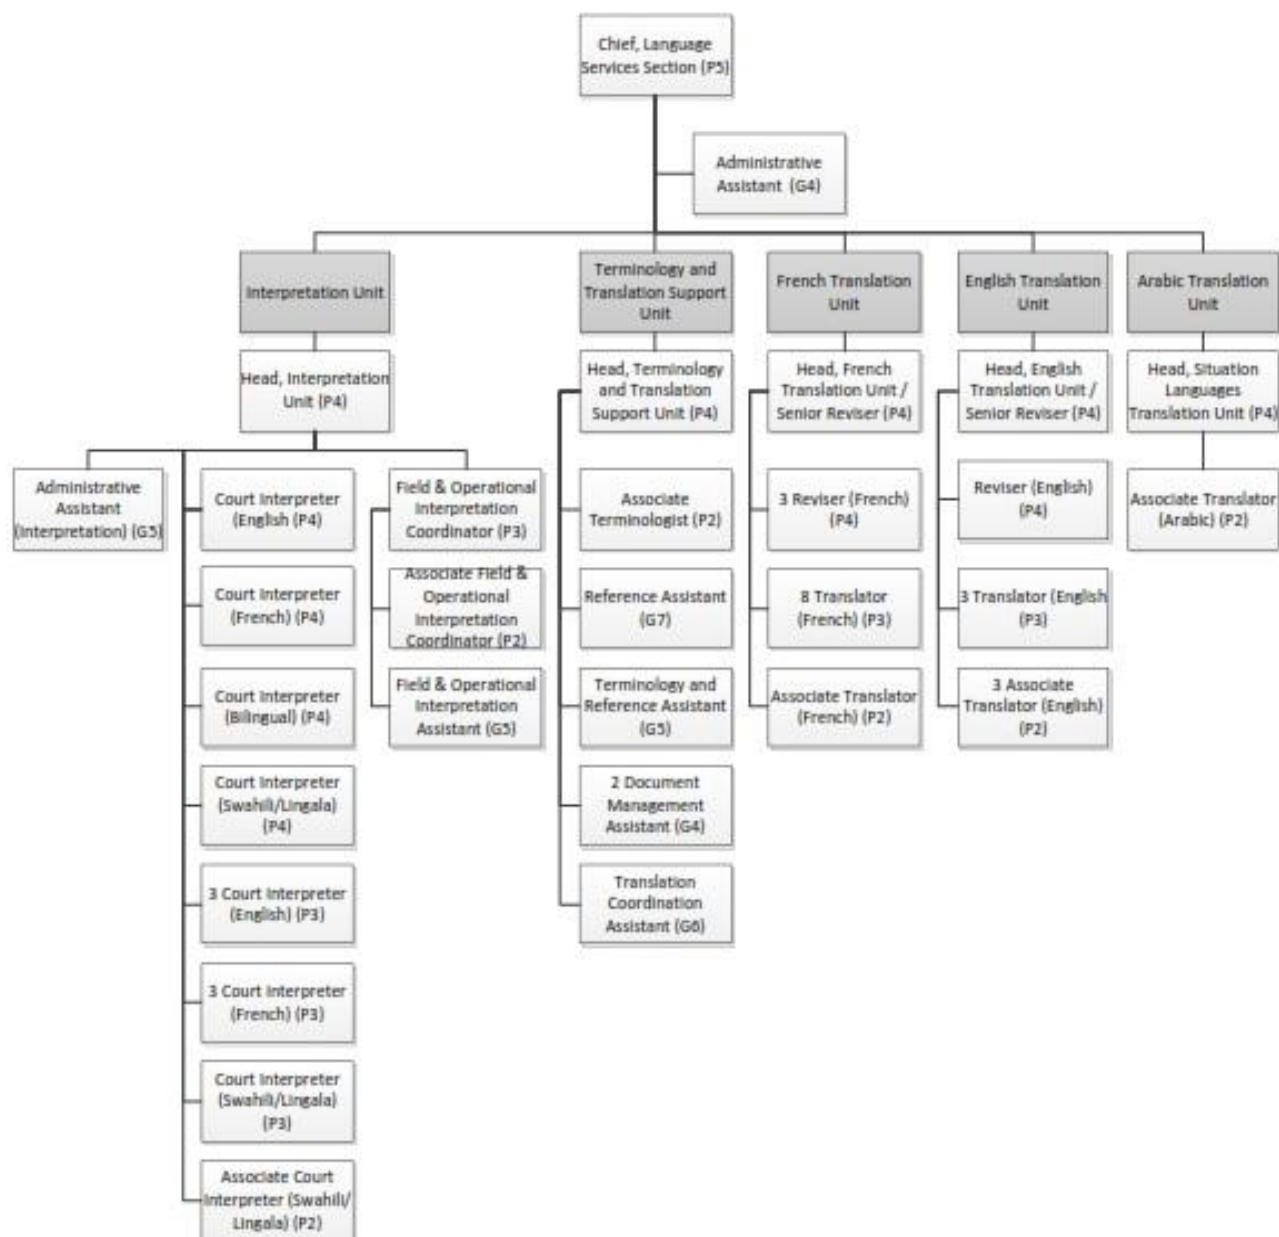 Chief, Language
Services Section (P5)
Administrative
Assistant (G4)
Interpretation Unit
Terminology and
Translation Support
Unit
French Translation
Unit
English Translation
Unit
Arabic Translation
Unit
Head, Interpretation
Unit (P4)
Head, Terminology
and Translation
Support Unit (P4)
Head, French
Translation Unit /
Senior Reviser (P4)
Head, English
Translation Unit /
Senior Reviser (P4)
Head, Situation
Languages
Translation Unit (P4)
Administrative
Assistant
(Interpretation) (G5)
Court Interpreter
(English (P4)
Court Interpreter
(French) (P4)
Court Interpreter
(Bilingual) (P4)
Court Interpreter
(Swahili/Lingala)
(P4)
3 Court Interpreter
(English) (P3)
3 Court Interpreter
(French) (P3)
Court Interpreter
(Swahili/Lingala)
(P3)
Associate Court
Interpreter (Swahili/
Lingala) (P2)
Field & Operational
Interpretation
Coordinator (P3)
Associate Field &
Operational
Interpretation
Coordinator (P2)
Field & Operational
Interpretation
Assistant (G5)
Associate
Terminologist (P2)
Reference Assistant
(G7)
Terminology and
Reference Assistant
(G5)
2 Document
Management
Assistant (G4)
Translation
Coordination
Assistant (G6)
3 Reviser (French)
(P4)
8 Translator
(French) (P3)
Associate Translator
(French) (P2)
Reviser (English)
(P4)
3 Translator (English
(P3)
3 Associate
Translator (English)
(P2)
Associate Translator
(Arabic) (P2)